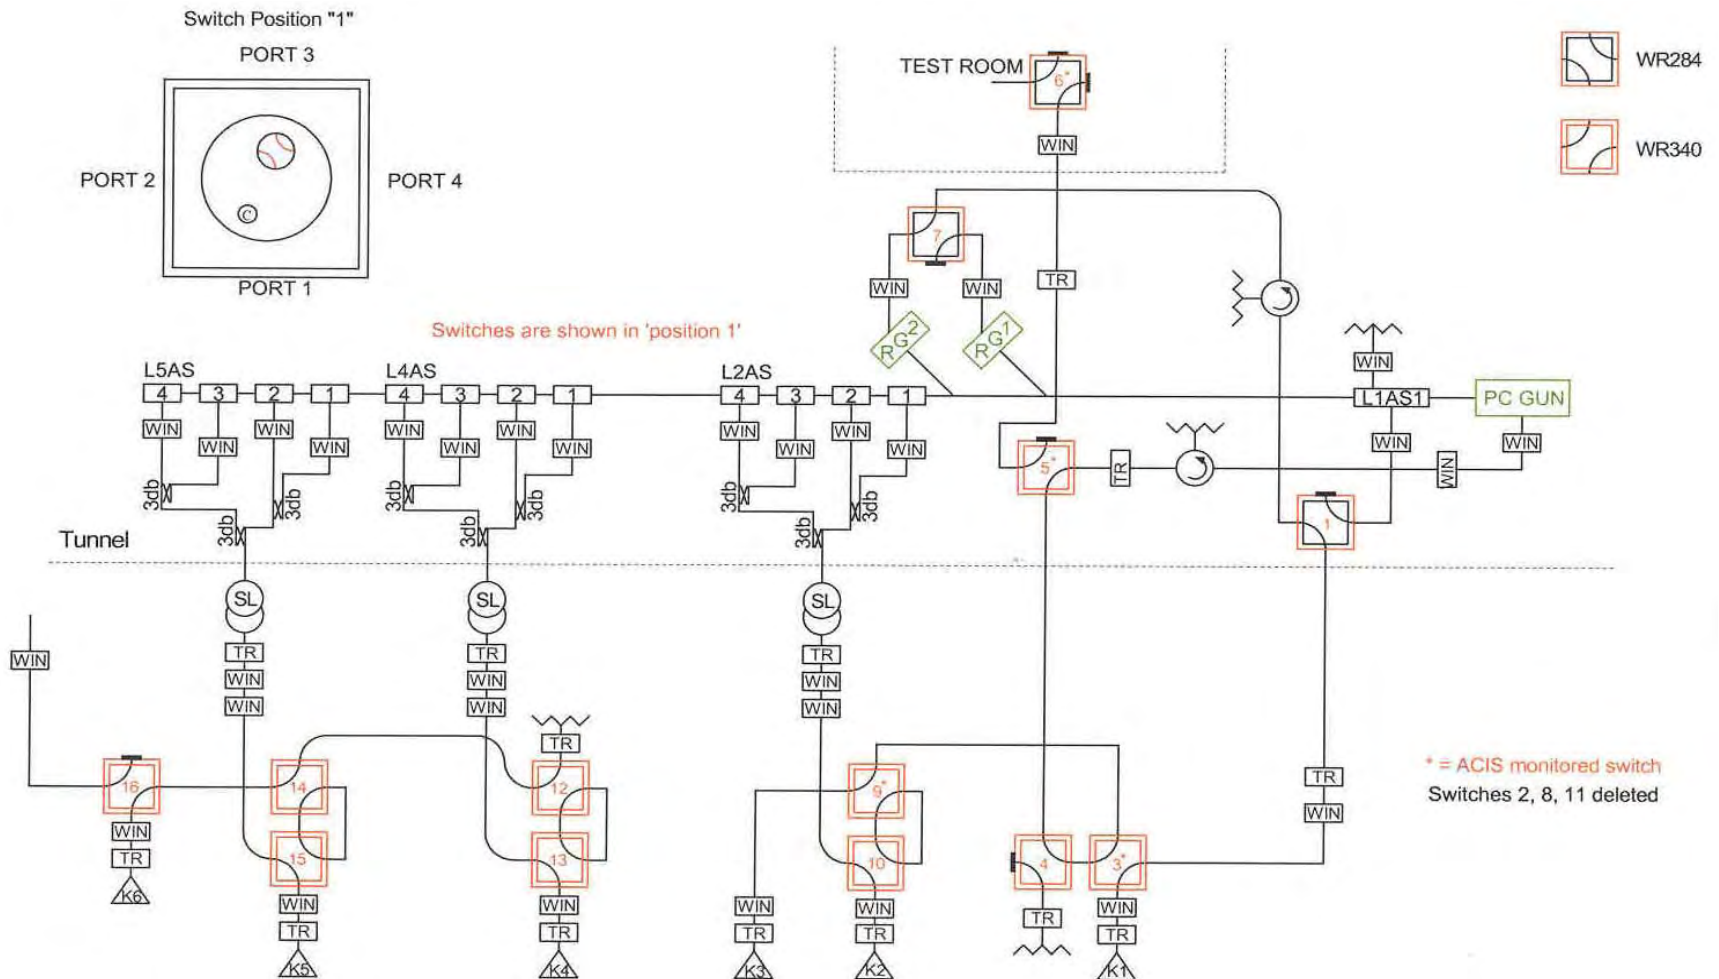 Switch Position "1"
PORT 3
PORT 2
PORT 4
PORT 1
C
TEST ROOM
6*
WIN
WR284
WR340
7
TR
WIN
WIN
RG2
RG1
Switches are shown in 'position 1'
WIN
L5AS
4
3
2
1
L4AS
4
3
2
1
L2AS
4
3
2
1
L1AS1
PC GUN
WIN
WIN
WIN
WIN
WIN
WIN
WIN
WIN
WIN
WIN
WIN
WIN
WIN
WIN
5*
TR
WIN
3db
3db
3db
3db
3db
3db
3db
3db
3db
1
Tunnel
SL
SL
SL
WIN
TR
WIN
WIN
TR
WIN
WIN
TR
WIN
WIN
TR
16
14
12
9*
TR
WIN
* = ACIS monitored switch
Switches 2, 8, 11 deleted
WIN
TR
15
13
10
4
3*
K6
WIN
TR
K5
WIN
TR
K4
WIN
TR
K3
WIN
TR
K2
TR
WIN
TR
K1